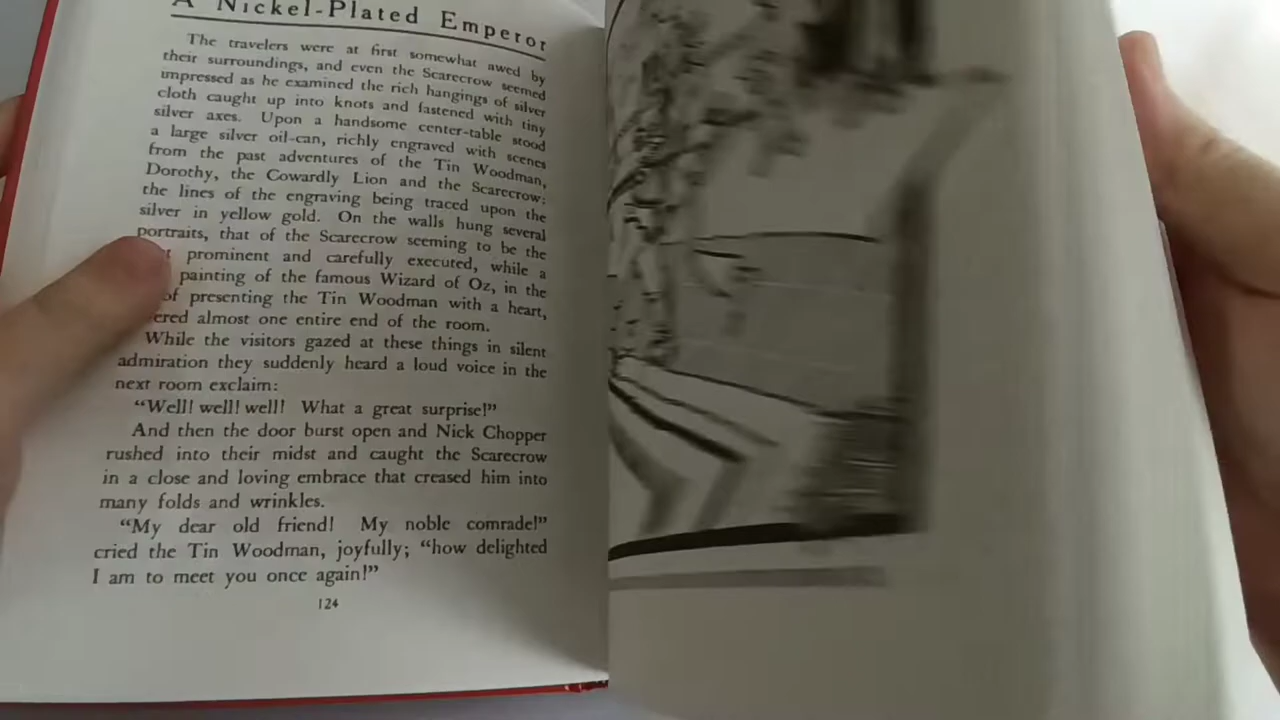 A Nickel-Plated Emperor
The travelers were at first somewhat awed by
their surroundings, and even the Scarecrow seemed
impressed as he examined the rich hangings of silver
cloth caught up into knots and fastened with tiny
silver axes. Upon a handsome center-table stood
a large silver oil-can, richly engraved with scenes
from the past adventures of the Tin Woodman,
Dorothy, the Cowardly Lion and the Scarecrow:
the lines of the engraving being traced upon the
silver in yellow gold. On the walls hung several
portraits, that of the Scarecrow seeming to be the
prominent and carefully executed, while a
painting of the famous Wizard of Oz, in the
of presenting the Tin Woodman with a heart,
ered almost one entire end of the room.
While the visitors gazed at these things in silent
admiration they suddenly heard a loud voice in the
next room exclaim:
“Well! well! well! What a great surprise!”
And then the door burst open and Nick Chopper
rushed into their midst and caught the Scarecrow
in a close and loving embrace that creased him into
many folds and wrinkles.
“My dear old friend! My noble comrade!”
cried the Tin Woodman, joyfully; “how delighted
I am to meet you once again!”
124